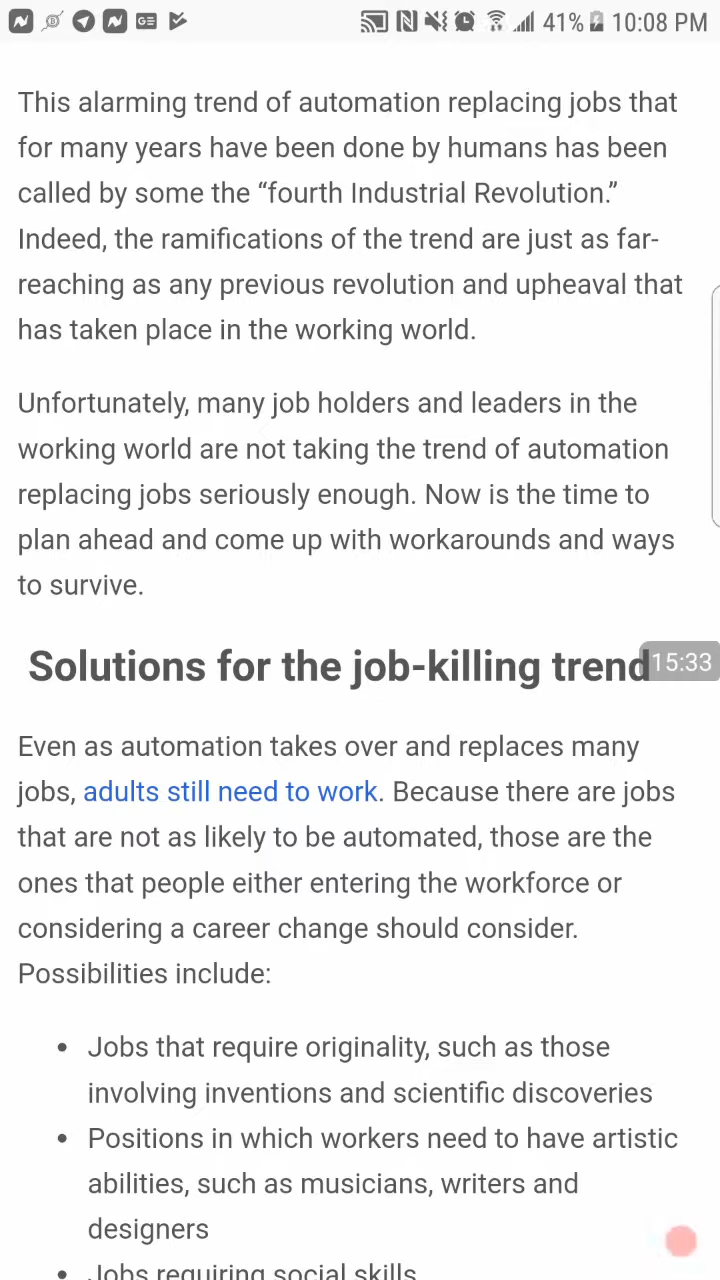 41% 10:08 PM
This alarming trend of automation replacing jobs that
for many years have been done by humans has been
called by some the “fourth Industrial Revolution.”
Indeed, the ramifications of the trend are just as far-
reaching as any previous revolution and upheaval that
has taken place in the working world.
Unfortunately, many job holders and leaders in the
working world are not taking the trend of automation
replacing jobs seriously enough. Now is the time to
plan ahead and come up with workarounds and ways
to survive.
Solutions for the job-killing trend
15:33
Even as automation takes over and replaces many
jobs, adults still need to work. Because there are jobs
that are not as likely to be automated, those are the
ones that people either entering the workforce or
considering a career change should consider.
Possibilities include:
• Jobs that require originality, such as those
involving inventions and scientific discoveries
• Positions in which workers need to have artistic
abilities, such as musicians, writers and
designers
• Jobs requiring social skills